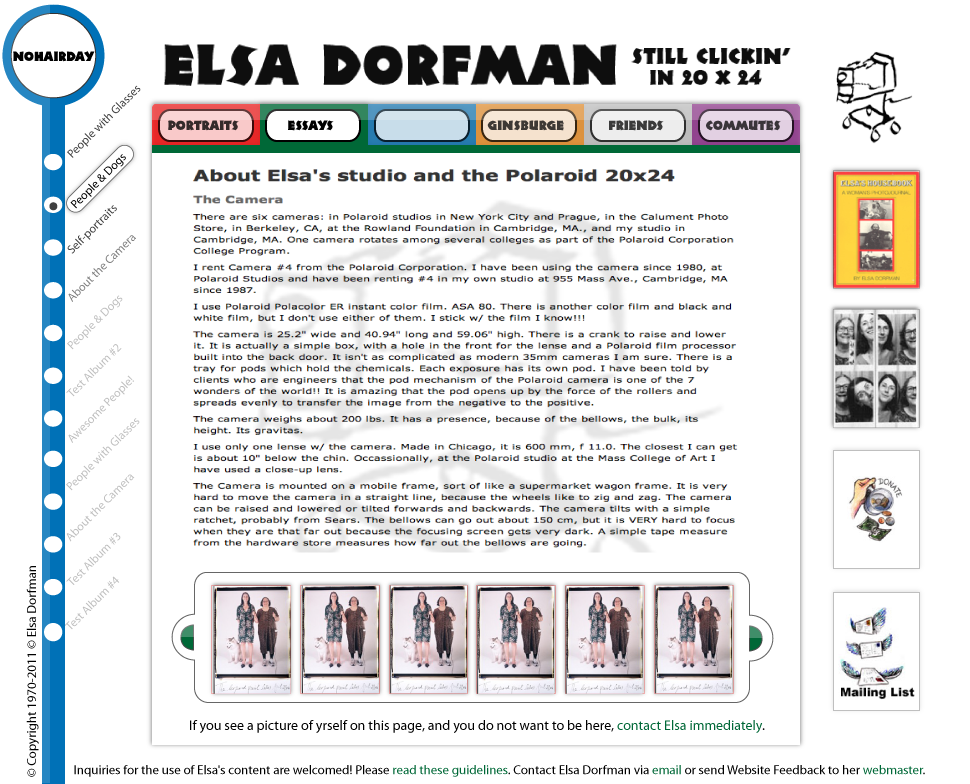 NOHAIRDAY
ELSA DORFMAN
STILL CLICKIN'
IN 20 X 24
PORTRAITS
ESSAYS
GINSBURGE
FRIENDS
COMMUTES
People with Glasses
People & Dogs
Self-portraits
About the Camera
People & Dogs
Test Album #2
Awesome People!
People with Glasses
About the Camera
Test Album #3
Test Album #4
© Copyright 1970-2011 © Elsa Dorfman
About Elsa's studio and the Polaroid 20x24
The Camera
There are six cameras: in Polaroid studios in New York City and Prague, in the Calument Photo
Store, in Berkeley, CA, at the Rowland Foundation in Cambridge, MA., and my studio in
Cambridge, MA. One camera rotates among several colleges as part of the Polaroid Corporation
College Program.
I rent Camera #4 from the Polaroid Corporation. I have been using the camera since 1980, at
Polaroid Studios and have been renting #4 in my own studio at 955 Mass Ave., Cambridge, MA
since 1987.
I use Polaroid Polacolor ER instant color film. ASA 80. There is another color film and black and
white film, but I don't use either of them. I stick w/ the film I know!!!
The camera is 25.2" wide and 40.94" long and 59.06" high. There is a crank to raise and lower
it. It is actually a simple box, with a hole in the front for the lense and a Polaroid film processor
built into the back door. It isn't as complicated as modern 35mm cameras I am sure. There is a
tray for pods which hold the chemicals. Each exposure has its own pod. I have been told by
clients who are engineers that the pod mechanism of the Polaroid camera is one of the 7
wonders of the world!! It is amazing that the pod opens up by the force of the rollers and
spreads evenly to transfer the image from the negative to the positive.
The camera weighs about 200 lbs. It has a presence, because of the bellows, the bulk, its
height. Its gravitas.
I use only one lense w/ the camera. Made in Chicago, it is 600 mm, f 11.0. The closest I can get
is about 10" below the chin. Occassionally, at the Polaroid studio at the Mass College of Art I
have used a close-up lens.
The Camera is mounted on a mobile frame, sort of like a supermarket wagon frame. It is very
hard to move the camera in a straight line, because the wheels like to zig and zag. The camera
can be raised and lowered or tilted forwards and backwards. The camera tilts with a simple
ratchet, probably from Sears. The bellows can go out about 150 cm, but it is VERY hard to focus
when they are that far out because the focusing screen gets very dark. A simple tape measure
from the hardware store measures how far out the bellows are going.
If you see a picture of yrself on this page, and you do not want to be here, contact Elsa immediately.
ELSA'S HOUSEBOOK
A WOMAN'S PHOTOJOURNAL
BY ELSA DORFMAN
DONATE
Mailing List
Inquiries for the use of Elsa's content are welcomed! Please read these guidelines. Contact Elsa Dorfman via email or send Website Feedback to her webmaster.